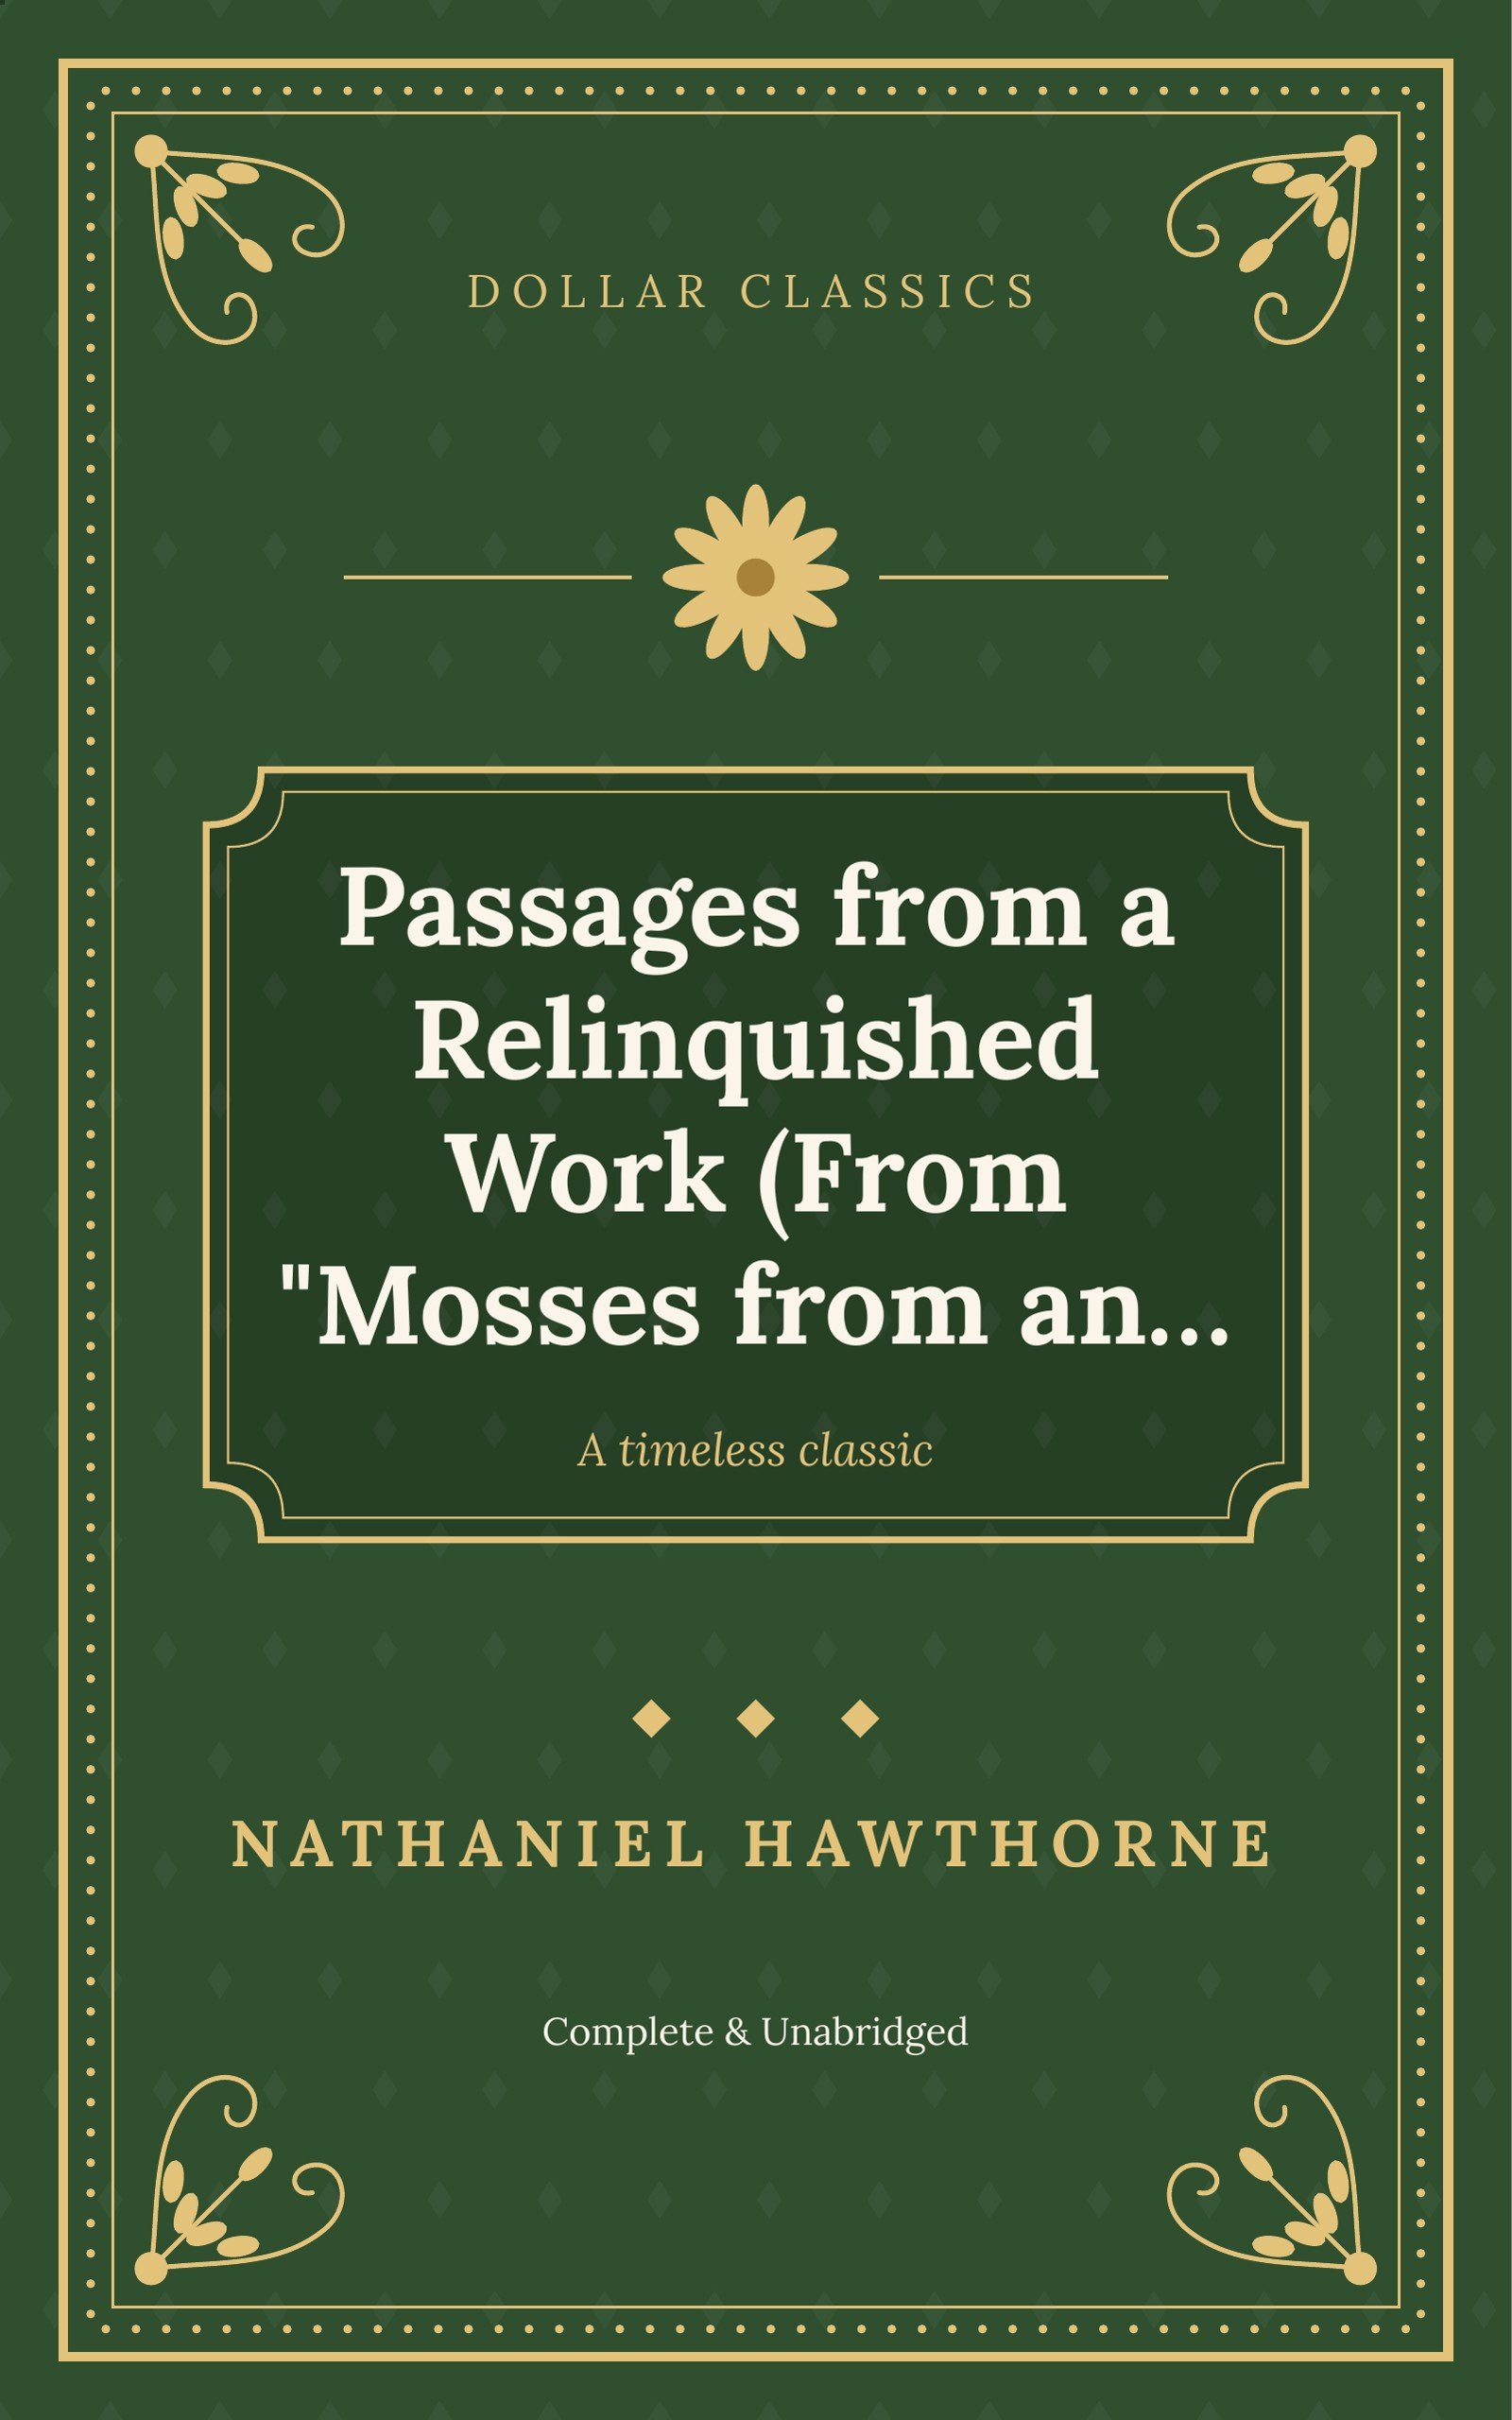 DOLLAR CLASSICS
Passages from a
Relinquished
Work (From
"Mosses from an...
A timeless classic
NATHANIEL HAWTHORNE
Complete & Unabridged